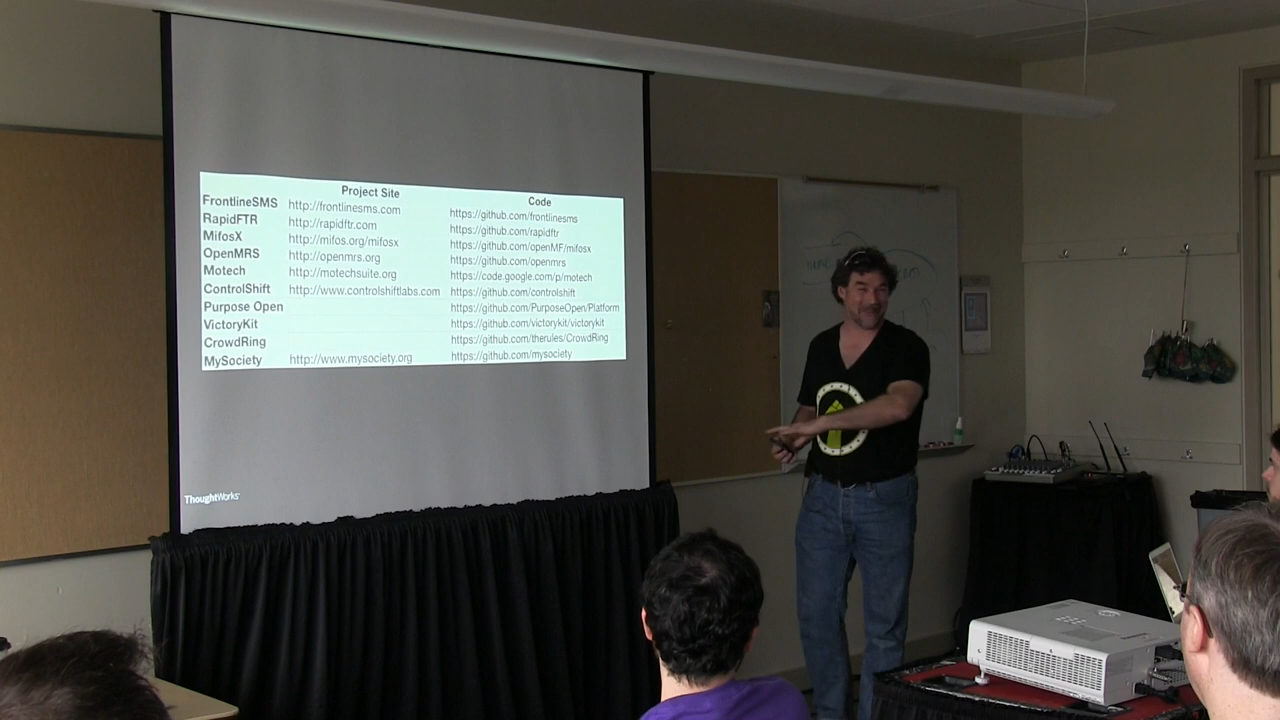 Project Site Code
FrontlineSMS http://frontlinesms.com https://github.com/frontlinesms
RapidFTR http://rapidftr.com https://github.com/rapidftr
MifosX http://mifos.org/mifosx https://github.com/openMF/mifosx
OpenMRS http://openmrs.org https://github.com/openmrs
Motech http://motechsuite.org https://code.google.com/p/motech
ControlShift http://www.controlshiftlabs.com https://github.com/controlshift
Purpose Open https://github.com/PurposeOpen/Platform
VictoryKit https://github.com/victorykit/victorykit
CrowdRing https://github.com/therules/CrowdRing
MySociety http://www.mysociety.org https://github.com/mysociety
ThoughtWorks